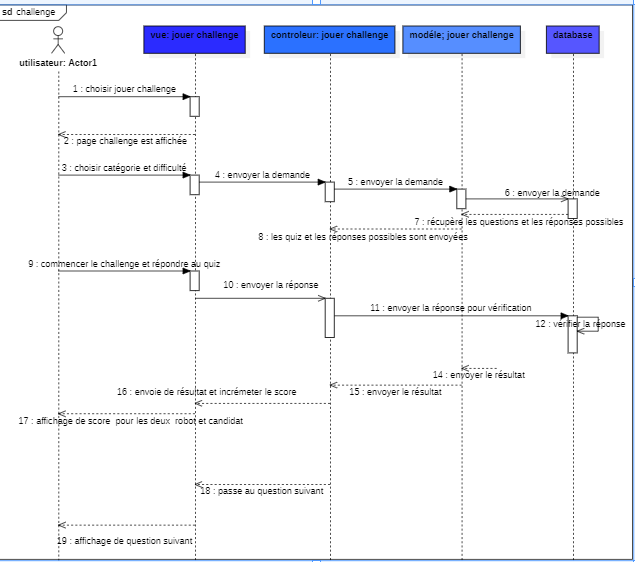 sd challenge
vue: jouer challenge
controleur: jouer challenge
modéle; jouer challenge
database
utilisateur: Actor1
1 : choisir jouer challenge
2 : page challenge est affichée
3 : choisir catégorie et difficulté
4 : envoyer la demande
5 : envoyer la demande
6 : envoyer la demande
7 : récupère les questions et les réponses possibles
8 : les quiz et les réponses possibles sont envoyées
9 : commencer le challenge et répondre au quiz
10 : envoyer la réponse
11 : envoyer la réponse pour vérification
12 : vérifier la réponse
14 : envoyer le résultat
15 : envoyer le résultat
16 : envoie de résultat et incrémeter le score
17 : affichage de score  pour les deux  robot et candidat
18 : passe au question suivant
19 : affichage de question suivant